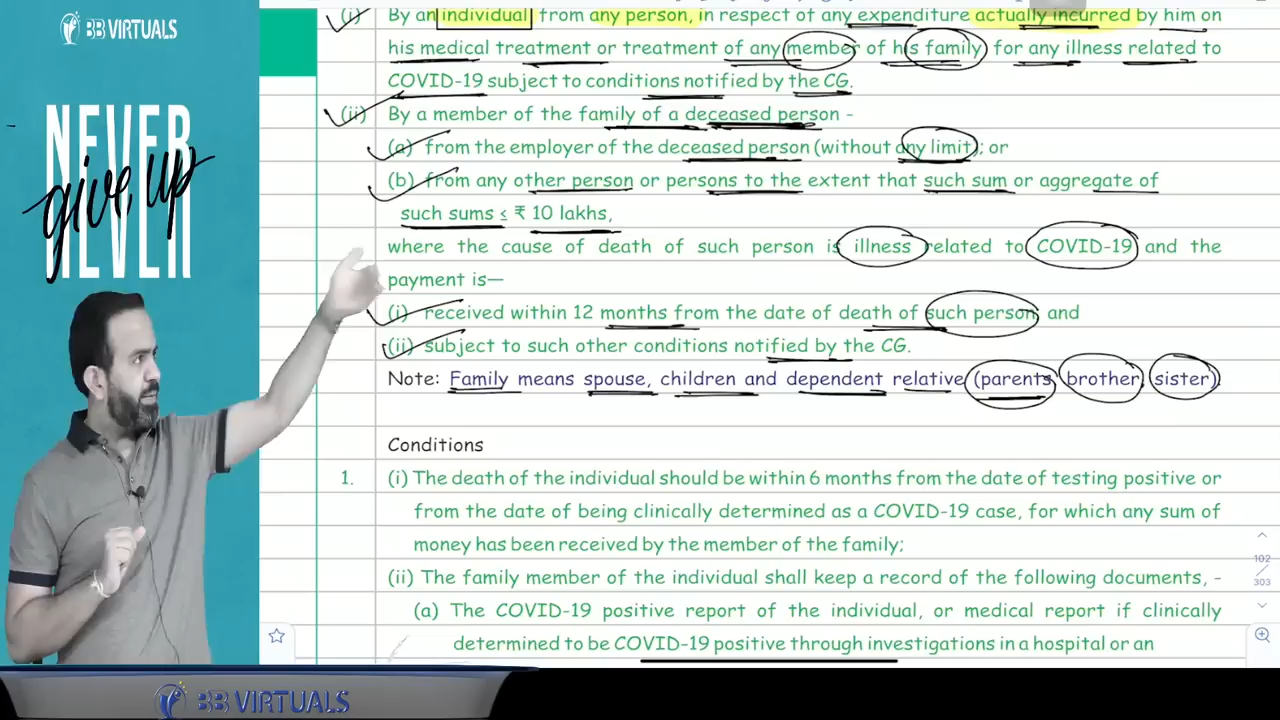 BB VIRTUALS
NEVER
give up
NEVER
(i) By an individual from any person, in respect of any expenditure actually incurred by him on
his medical treatment or treatment of any member of his family for any illness related to
COVID-19 subject to conditions notified by the CG.
(ii) By a member of the family of a deceased person -
(a) from the employer of the deceased person (without any limit); or
(b) from any other person or persons to the extent that such sum or aggregate of
such sums ≤ ₹ 10 lakhs,
where the cause of death of such person is illness related to COVID-19 and the
payment is—
(i) received within 12 months from the date of death of such person and
(ii) subject to such other conditions notified by the CG.
Note: Family means spouse, children and dependent relative (parents, brother, sister).
Conditions
1. (i) The death of the individual should be within 6 months from the date of testing positive or
from the date of being clinically determined as a COVID-19 case, for which any sum of
money has been received by the member of the family;
(ii) The family member of the individual shall keep a record of the following documents, -
(a) The COVID-19 positive report of the individual, or medical report if clinically
determined to be COVID-19 positive through investigations in a hospital or an
102
303
BB VIRTUALS